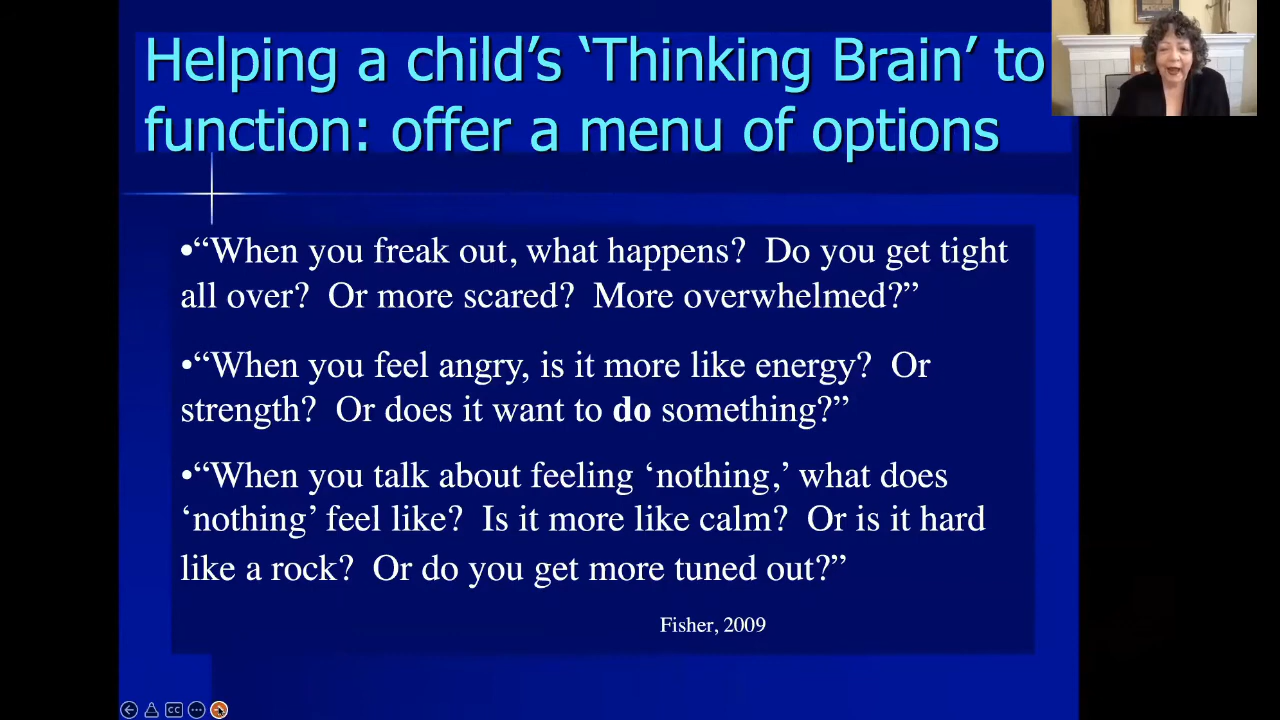 Helping a child’s ‘Thinking Brain’ to
function: offer a menu of options
•“When you freak out, what happens?  Do you get tight
all over?  Or more scared?  More overwhelmed?”
•“When you feel angry, is it more like energy?  Or
strength?  Or does it want to do something?”
•“When you talk about feeling ‘nothing,’ what does
‘nothing’ feel like?  Is it more like calm?  Or is it hard
like a rock?  Or do you get more tuned out?”
Fisher, 2009
CC